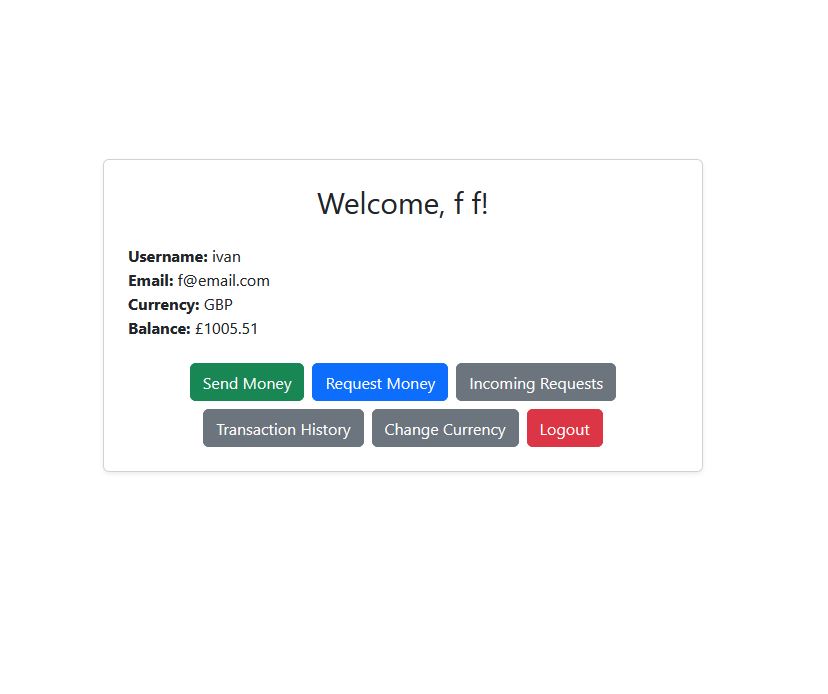 Welcome, f f!
Username: ivan
Email: f@email.com
Currency: GBP
Balance: £1005.51
Send Money Request Money Incoming Requests
Transaction History Change Currency Logout